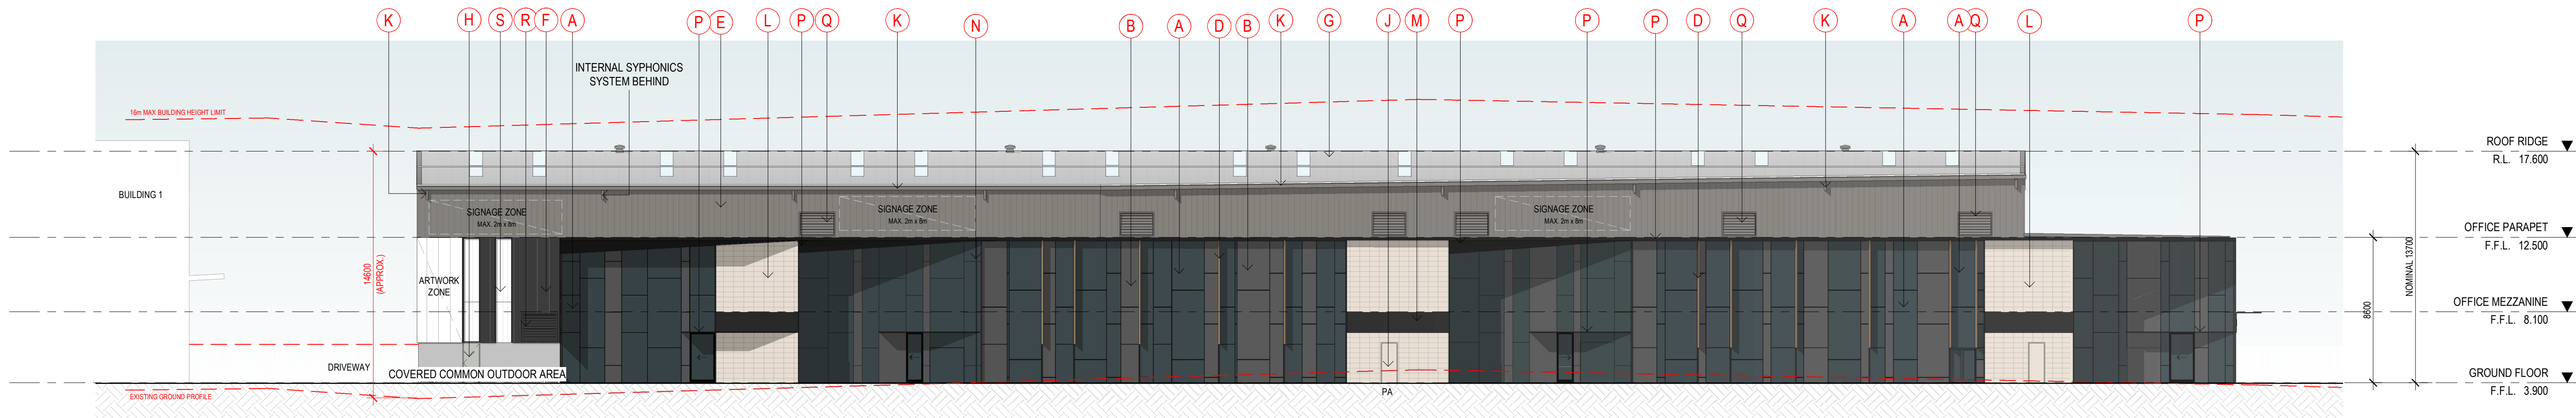 K H S R F A P E L P Q K N B A D B K G J M P P P D Q K A A Q L P
INTERNAL SYPHONICS
SYSTEM BEHIND
16m MAX BUILDING HEIGHT LIMIT
ROOF RIDGE
R.L. 17.600
BUILDING 1
SIGNAGE ZONE
MAX. 2m x 8m
SIGNAGE ZONE
MAX. 2m x 8m
SIGNAGE ZONE
MAX. 2m x 8m
OFFICE PARAPET
F.F.L. 12.500
14600
(APPROX.)
ARTWORK
ZONE
NOMINAL 13700
8600
OFFICE MEZZANINE
F.F.L. 8.100
DRIVEWAY
COVERED COMMON OUTDOOR AREA
GROUND FLOOR
F.F.L. 3.900
EXISTING GROUND PROFILE
PA